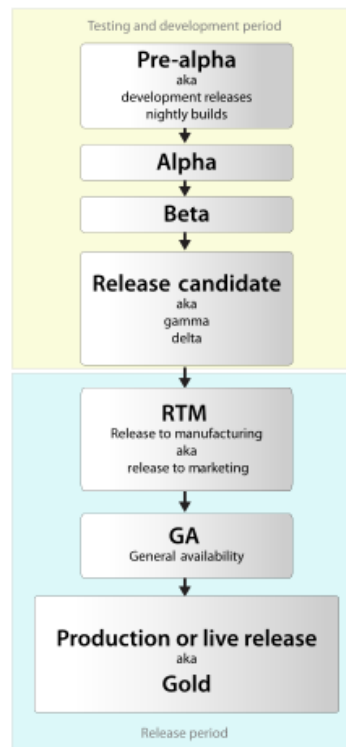 Testing and development period
Pre-alpha
aka
development releases
nightly builds
Alpha
Beta
Release candidate
aka
gamma
delta
RTM
Release to manufacturing
aka
release to marketing
GA
General availability
Production or live release
aka
Gold
Release period